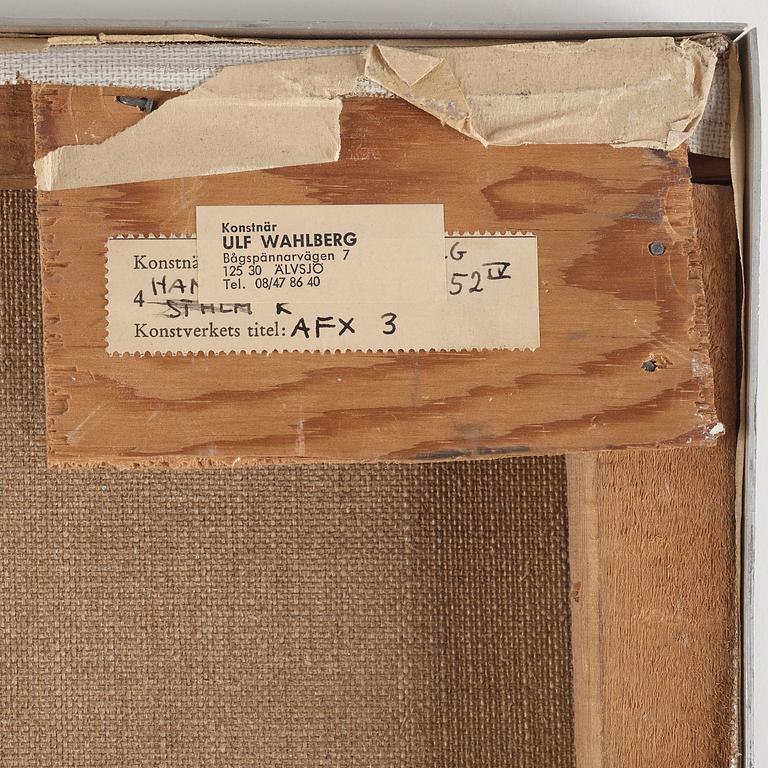 Konstnär
ULF WAHLBERG
Bågspännarvägen 7
125 30 ÄLVSJÖ
Tel. 08/47 86 40
Konstnä .G
4 HAN 52 IV
STHLM K
Konstverkets titel: AFX 3